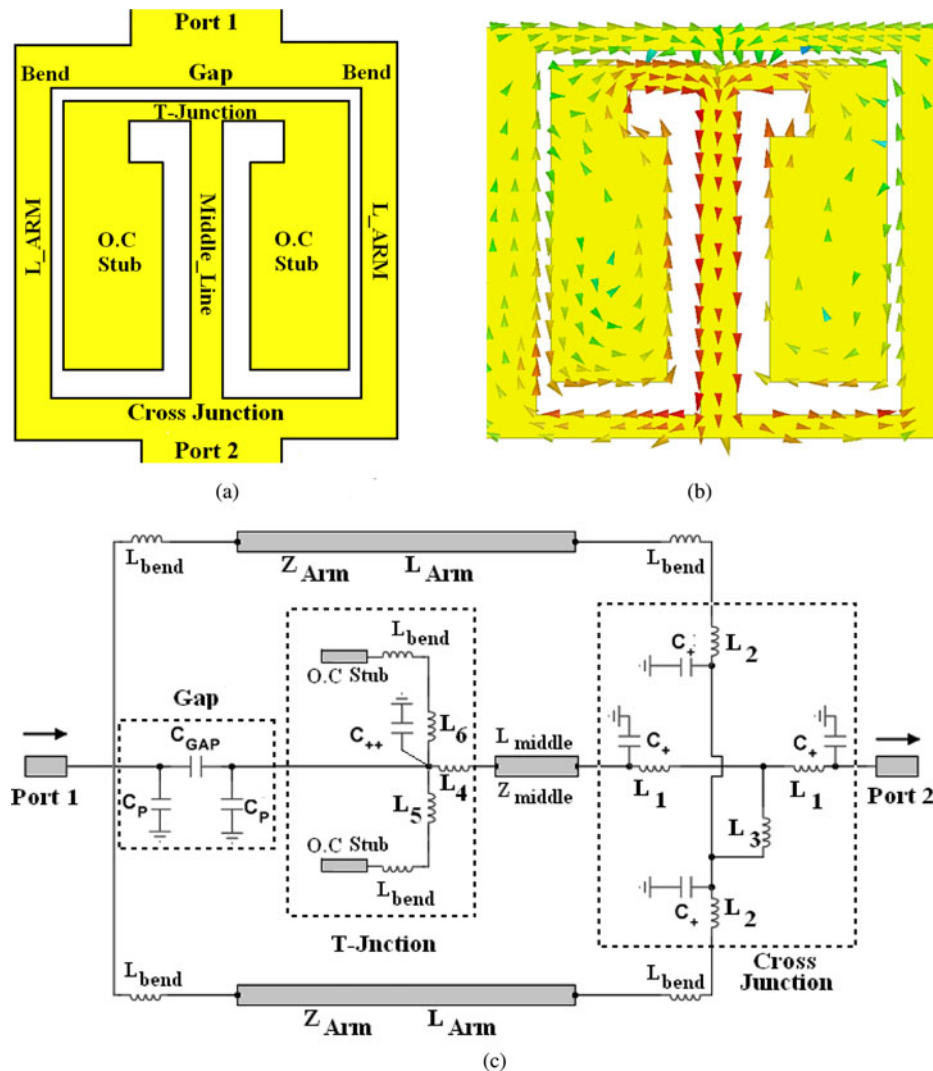 Port 1
Bend
Gap
Bend
T-Junction
L_ARM
O.C
Stub
Middle_Line
O.C
Stub
L_ARM
Cross Junction
Port 2
(a)
(b)
L bend
Z Arm
L Arm
L bend
L bend
O.C Stub
C ++
L 6
C +
L 2
Gap
C GAP
L middle
C +
C +
Port 1
C P
C P
L 4
Z middle
L 1
L 1
Port 2
L 5
O.C Stub
L bend
L 3
C +
L 2
T-Jnction
L bend
L bend
Cross
Junction
Z Arm
L Arm
(c)